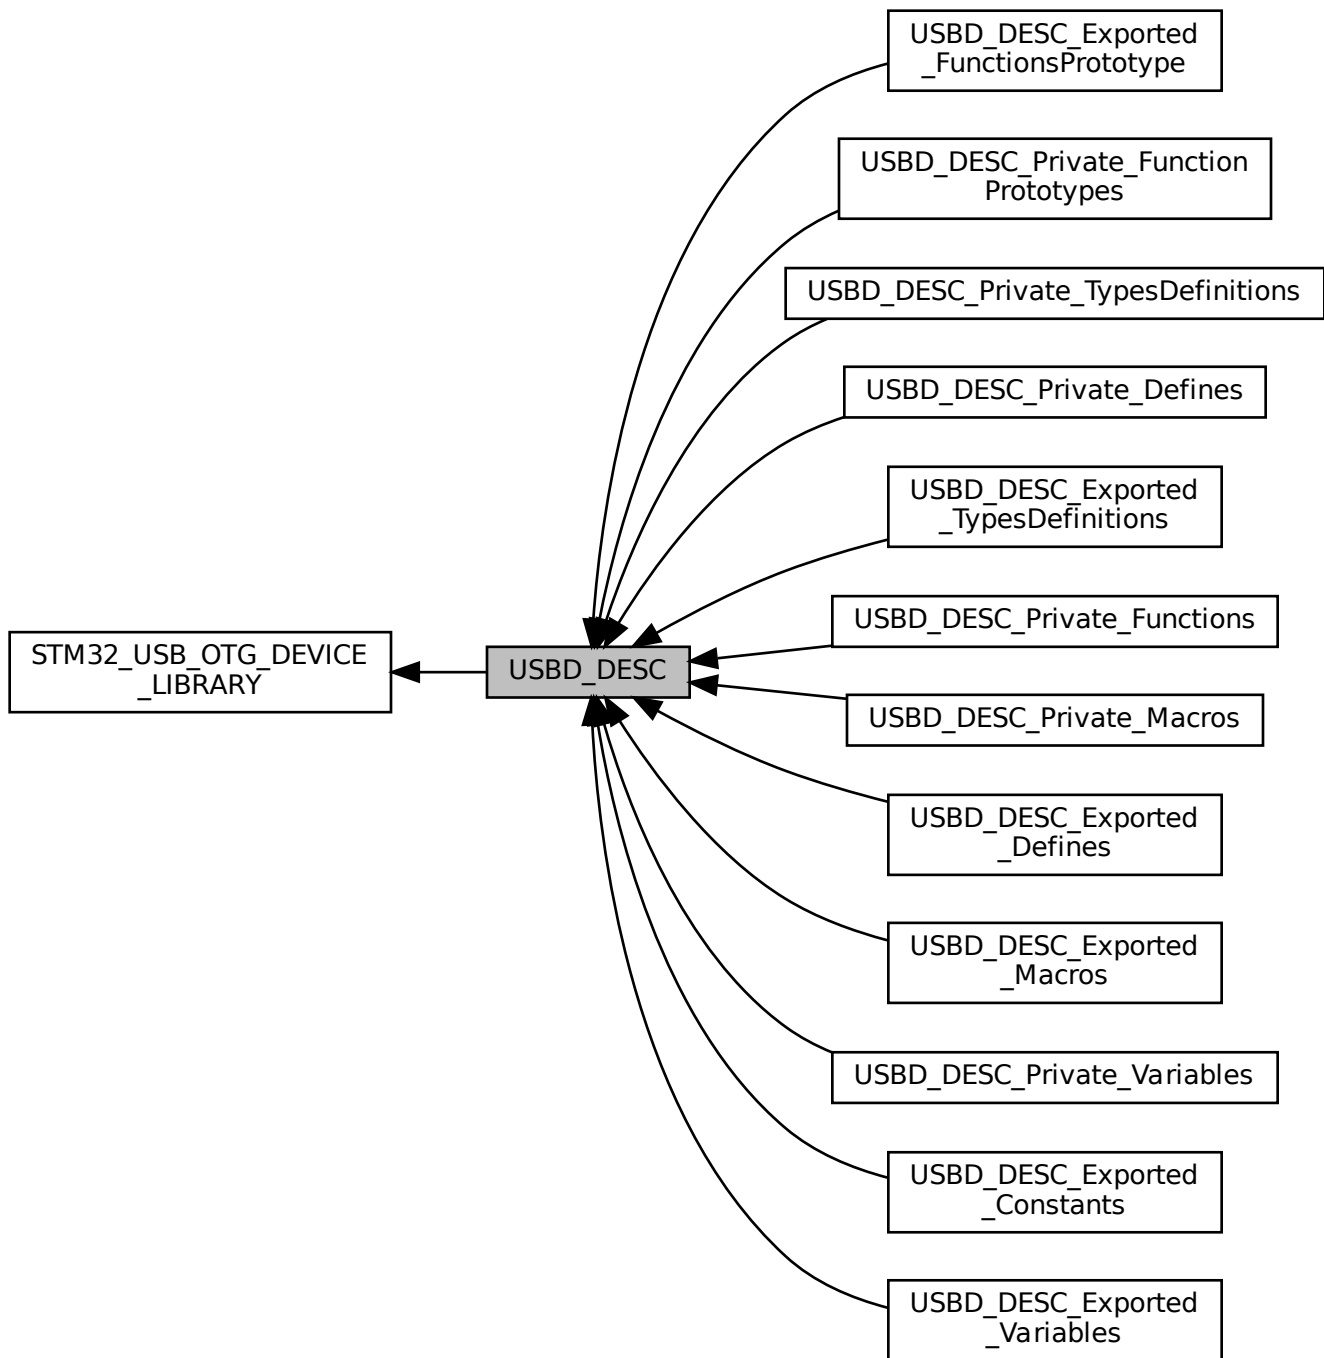 USBD_DESC_Exported
_FunctionsPrototype
USBD_DESC_Private_Function
Prototypes
USBD_DESC_Private_TypesDefinitions
USBD_DESC_Private_Defines
USBD_DESC_Exported
_TypesDefinitions
USBD_DESC_Private_Functions
STM32_USB_OTG_DEVICE
_LIBRARY
USBD_DESC
USBD_DESC_Private_Macros
USBD_DESC_Exported
_Defines
USBD_DESC_Exported
_Macros
USBD_DESC_Private_Variables
USBD_DESC_Exported
_Constants
USBD_DESC_Exported
_Variables